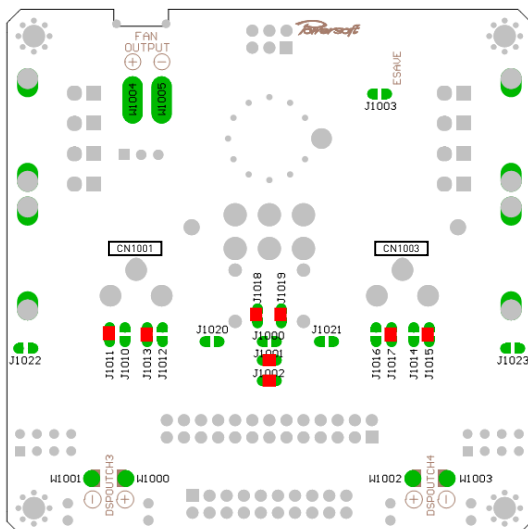 FAN
OUTPUT
Powersoft
W1004
W1005
ESAVE
J1003
CN1001
CN1003
J1018
J1019
J1000
J1001
J1002
J1020
J1021
J1011
J1010
J1013
J1012
J1016
J1017
J1014
J1015
J1022
J1023
W1001
W1000
DSPOUTCH3
W1002
W1003
DSPOUTCH4